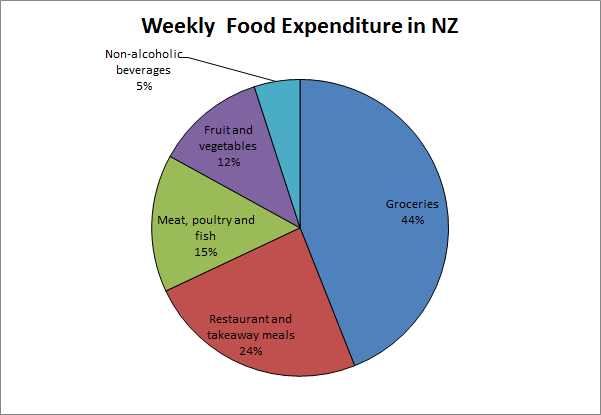 Weekly  Food Expenditure in NZ
Non-alcoholic
beverages
5%
Fruit and
vegetables
12%
Groceries
44%
Meat, poultry and
fish
15%
Restaurant and
takeaway meals
24%